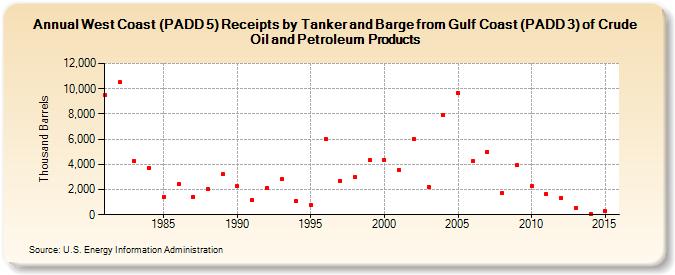 Annual West Coast (PADD 5) Receipts by Tanker and Barge from Gulf Coast (PADD 3) of Crude
Oil and Petroleum Products
Thousand Barrels
12,000
10,000
8,000
6,000
4,000
2,000
0
1985 1990 1995 2000 2005 2010 2015
Source: U.S. Energy Information Administration